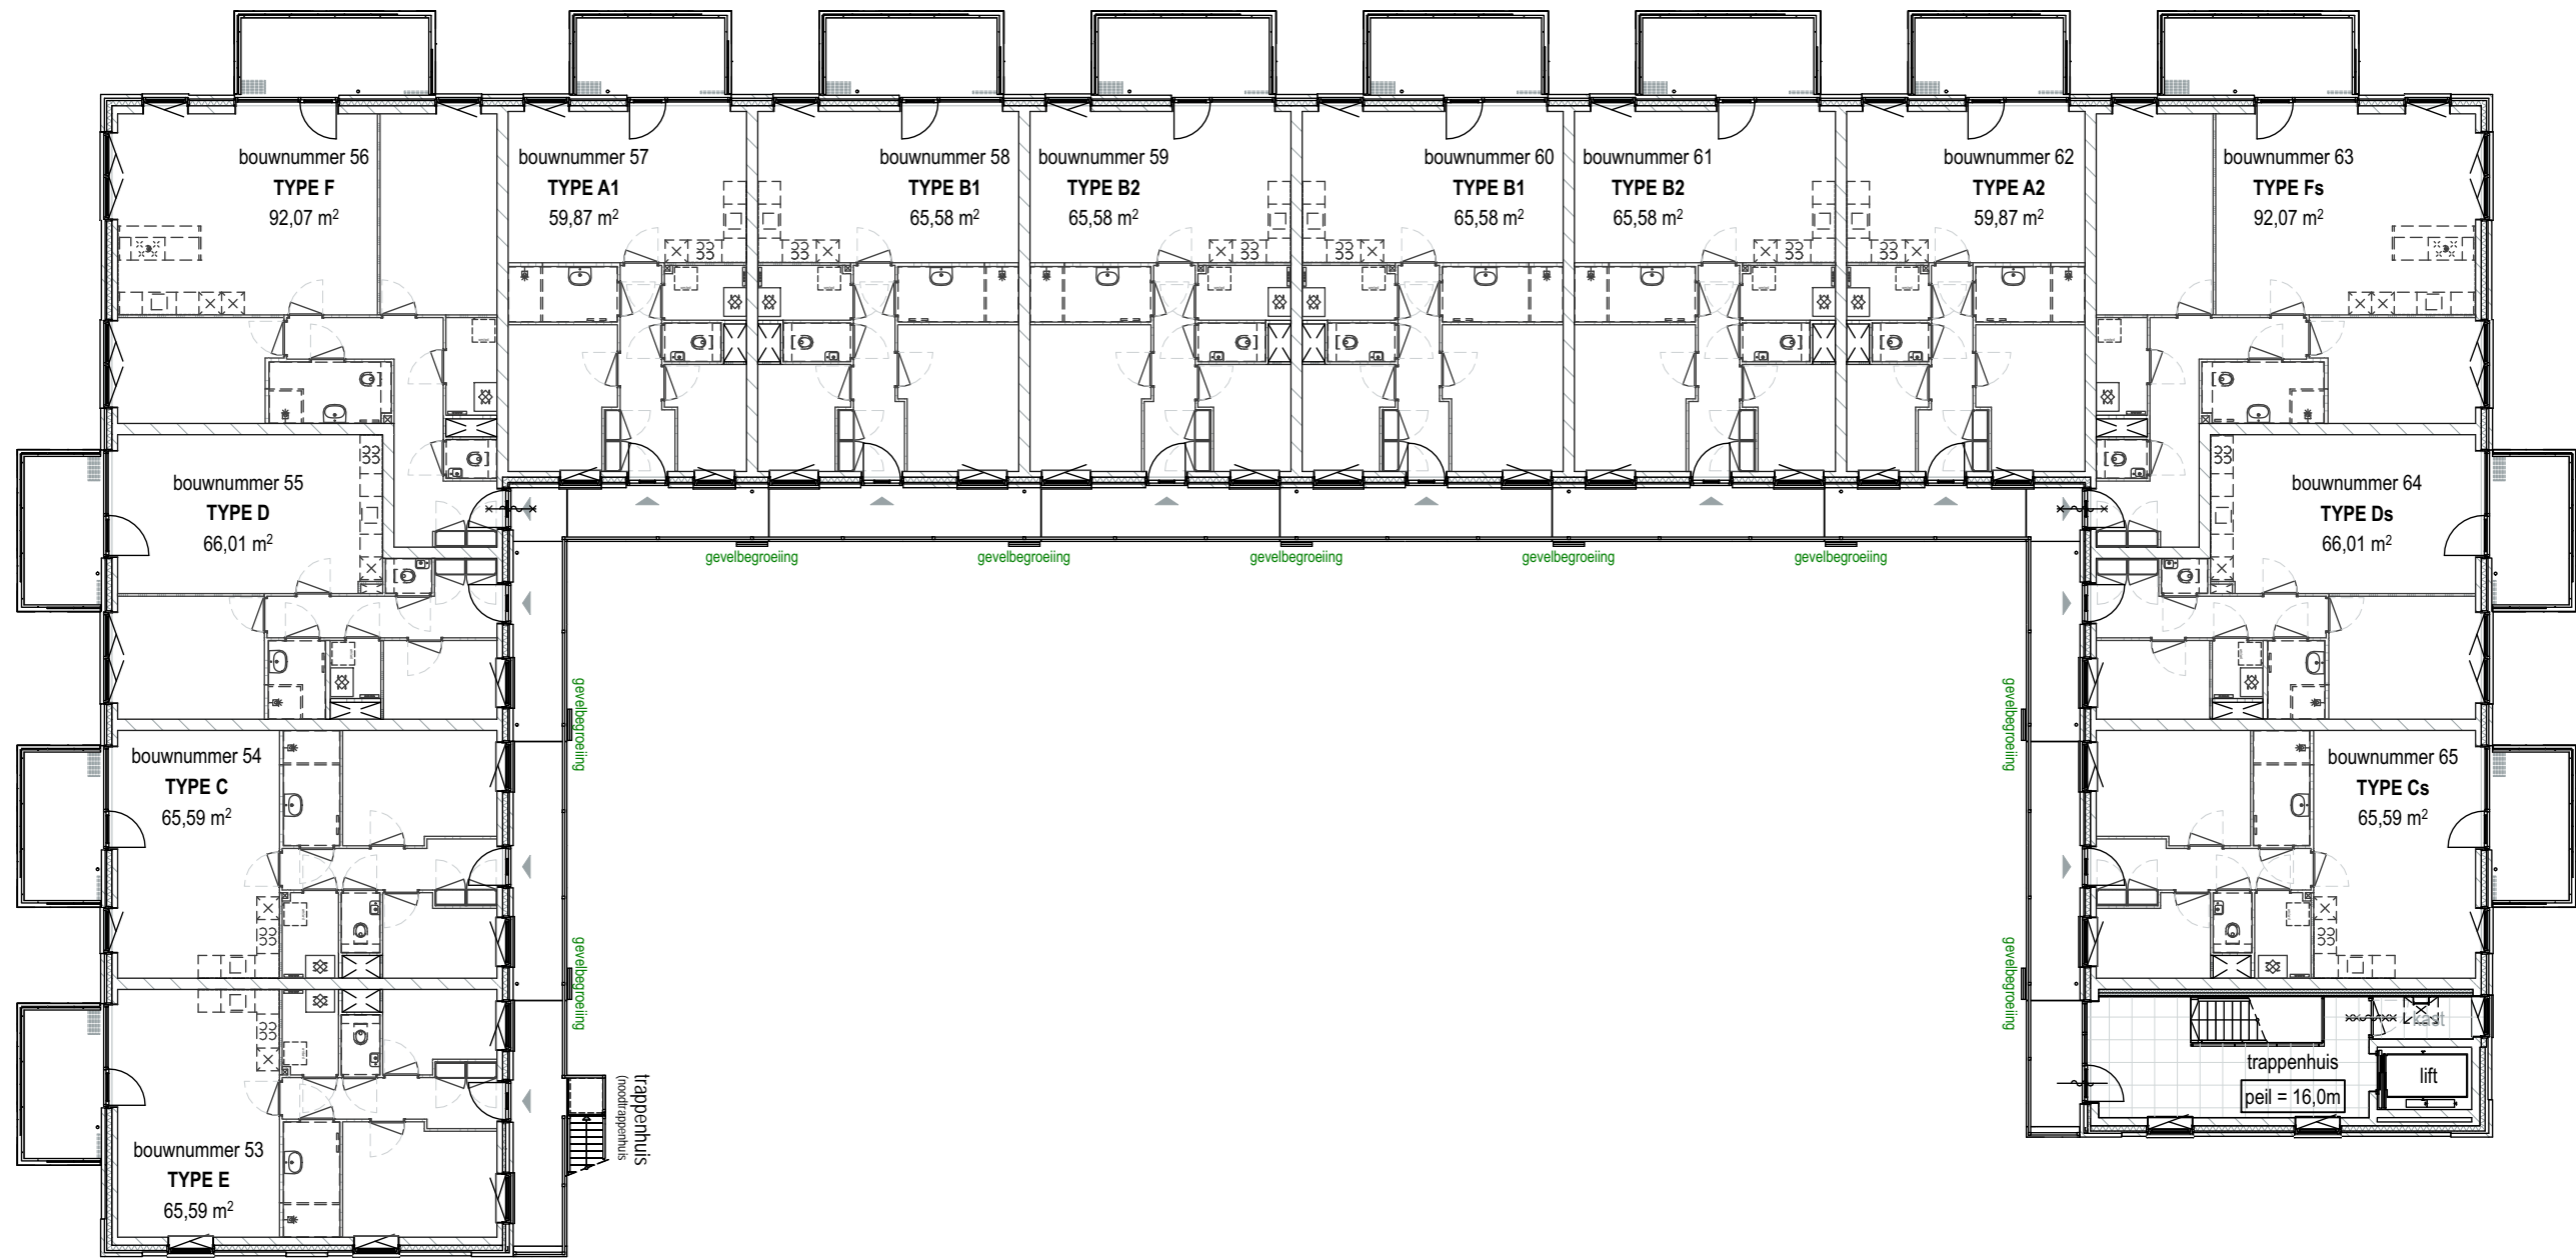 bouwnummer 56
TYPE F
92,07 m²
bouwnummer 57
TYPE A1
59,87 m²
bouwnummer 58
TYPE B1
65,58 m²
bouwnummer 59
TYPE B2
65,58 m²
bouwnummer 60
TYPE B1
65,58 m²
bouwnummer 61
TYPE B2
65,58 m²
bouwnummer 62
TYPE A2
59,87 m²
bouwnummer 63
TYPE Fs
92,07 m²
bouwnummer 55
TYPE D
66,01 m²
bouwnummer 64
TYPE Ds
66,01 m²
gevelbegroeiing
gevelbegroeiing
gevelbegroeiing
gevelbegroeiing
gevelbegroeiing
gevelbegroeiing
gevelbegroeiing
bouwnummer 54
TYPE C
65,59 m²
bouwnummer 65
TYPE Cs
65,59 m²
gevelbegroeiing
gevelbegroeiing
kast
trappenhuis
peil = 16,0m
lift
trappenhuis
(noodtrappenhuis
bouwnummer 53
TYPE E
65,59 m²